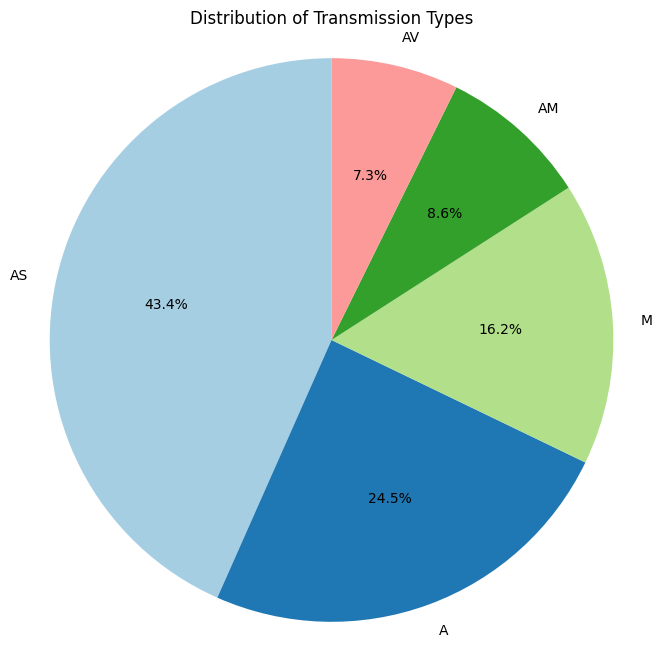 Distribution of Transmission Types
AV
AM
7.3%
8.6%
AS
43.4%
M
16.2%
24.5%
A